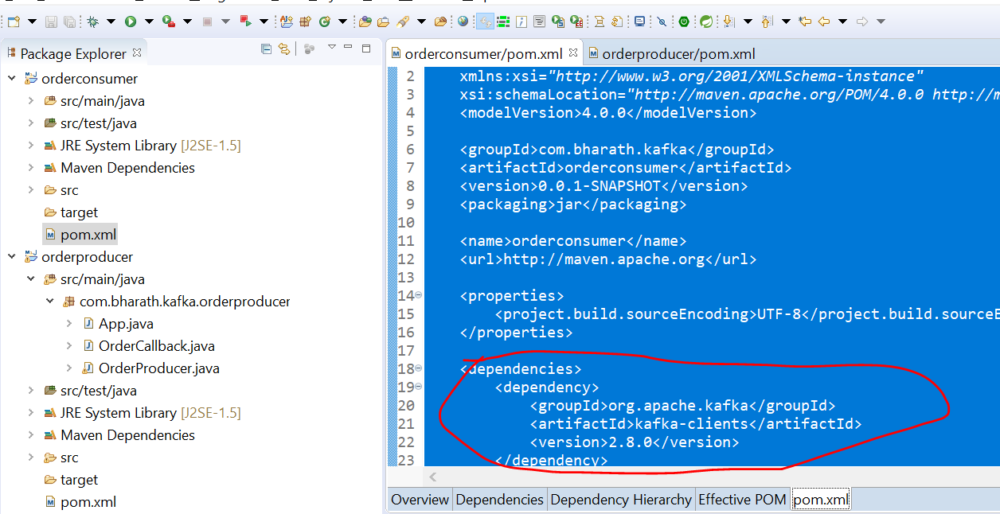 Package Explorer
orderconsumer
src/main/java
src/test/java
JRE System Library [J2SE-1.5]
Maven Dependencies
src
target
pom.xml
orderproducer
src/main/java
com.bharath.kafka.orderproducer
App.java
OrderCallback.java
OrderProducer.java
src/test/java
JRE System Library [J2SE-1.5]
Maven Dependencies
src
target
pom.xml
orderconsumer/pom.xml
orderproducer/pom.xml
2 xmlns:xsi="http://www.w3.org/2001/XMLSchema-instance"
3 xsi:schemaLocation="http://maven.apache.org/POM/4.0.0 http://m
4 <modelVersion>4.0.0</modelVersion>
5
6 <groupId>com.bharath.kafka</groupId>
7 <artifactId>orderconsumer</artifactId>
8 <version>0.0.1-SNAPSHOT</version>
9 <packaging>jar</packaging>
10
11 <name>orderconsumer</name>
12 <url>http://maven.apache.org</url>
13
14 <properties>
15 <project.build.sourceEncoding>UTF-8</project.build.sourceE
16 </properties>
17
18 <dependencies>
19 <dependency>
20 <groupId>org.apache.kafka</groupId>
21 <artifactId>kafka-clients</artifactId>
22 <version>2.8.0</version>
23 </dependency>
Overview Dependencies Dependency Hierarchy Effective POM pom.xml